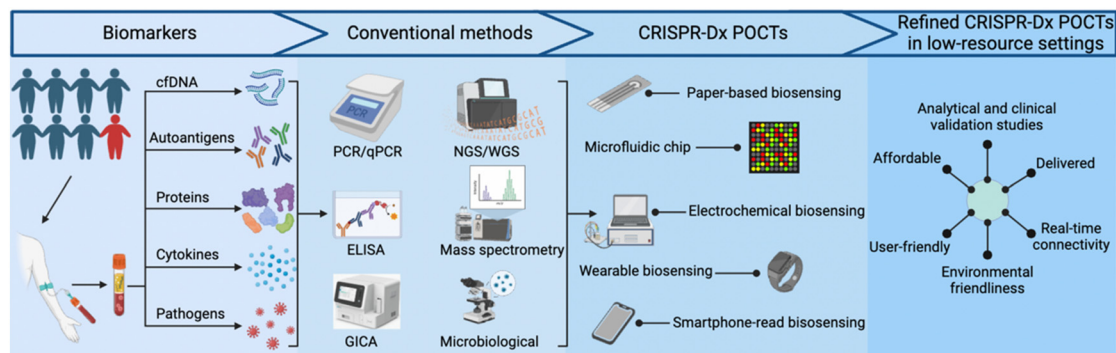 Biomarkers
Conventional methods
CRISPR-Dx POCTs
Refined CRISPR-Dx POCTs
in low-resource settings
cfDNA
Autoantigens
Proteins
Cytokines
Pathogens
PCR
PCR/qPCR
NGS/WGS
ELISA
Mass spectrometry
GICA
Microbiological
Paper-based biosensing
Microfluidic chip
Electrochemical biosensing
Wearable biosensing
Smartphone-read bisosensing
Analytical and clinical
validation studies
Affordable
Delivered
User-friendly
Real-time
connectivity
Environmental
friendliness